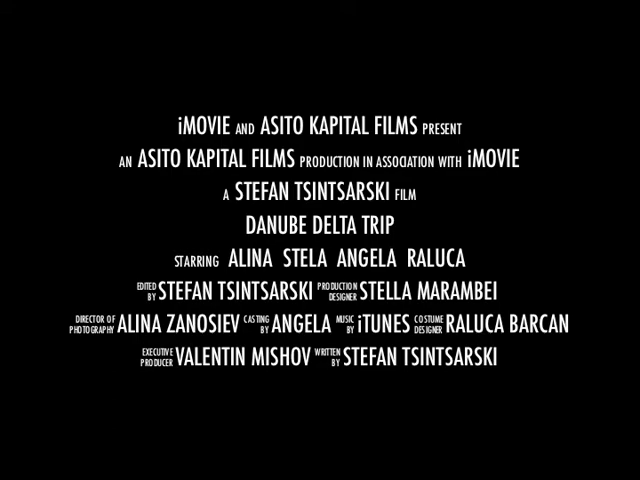 iMOVIE AND ASITO KAPITAL FILMS PRESENT
AN ASITO KAPITAL FILMS PRODUCTION IN ASSOCIATION WITH iMOVIE
A STEFAN TSINTSARSKI FILM
DANUBE DELTA TRIP
STARRING ALINA STELA ANGELA RALUCA
EDITED BY STEFAN TSINTSARSKI PRODUCTION DESIGNER STELLA MARAMBEI
DIRECTOR OF PHOTOGRAPHY ALINA ZANOSIEV CASTING BY ANGELA MUSIC BY iTUNES COSTUME DESIGNER RALUCA BARCAN
EXECUTIVE PRODUCER VALENTIN MISHOV WRITTEN BY STEFAN TSINTSARSKI